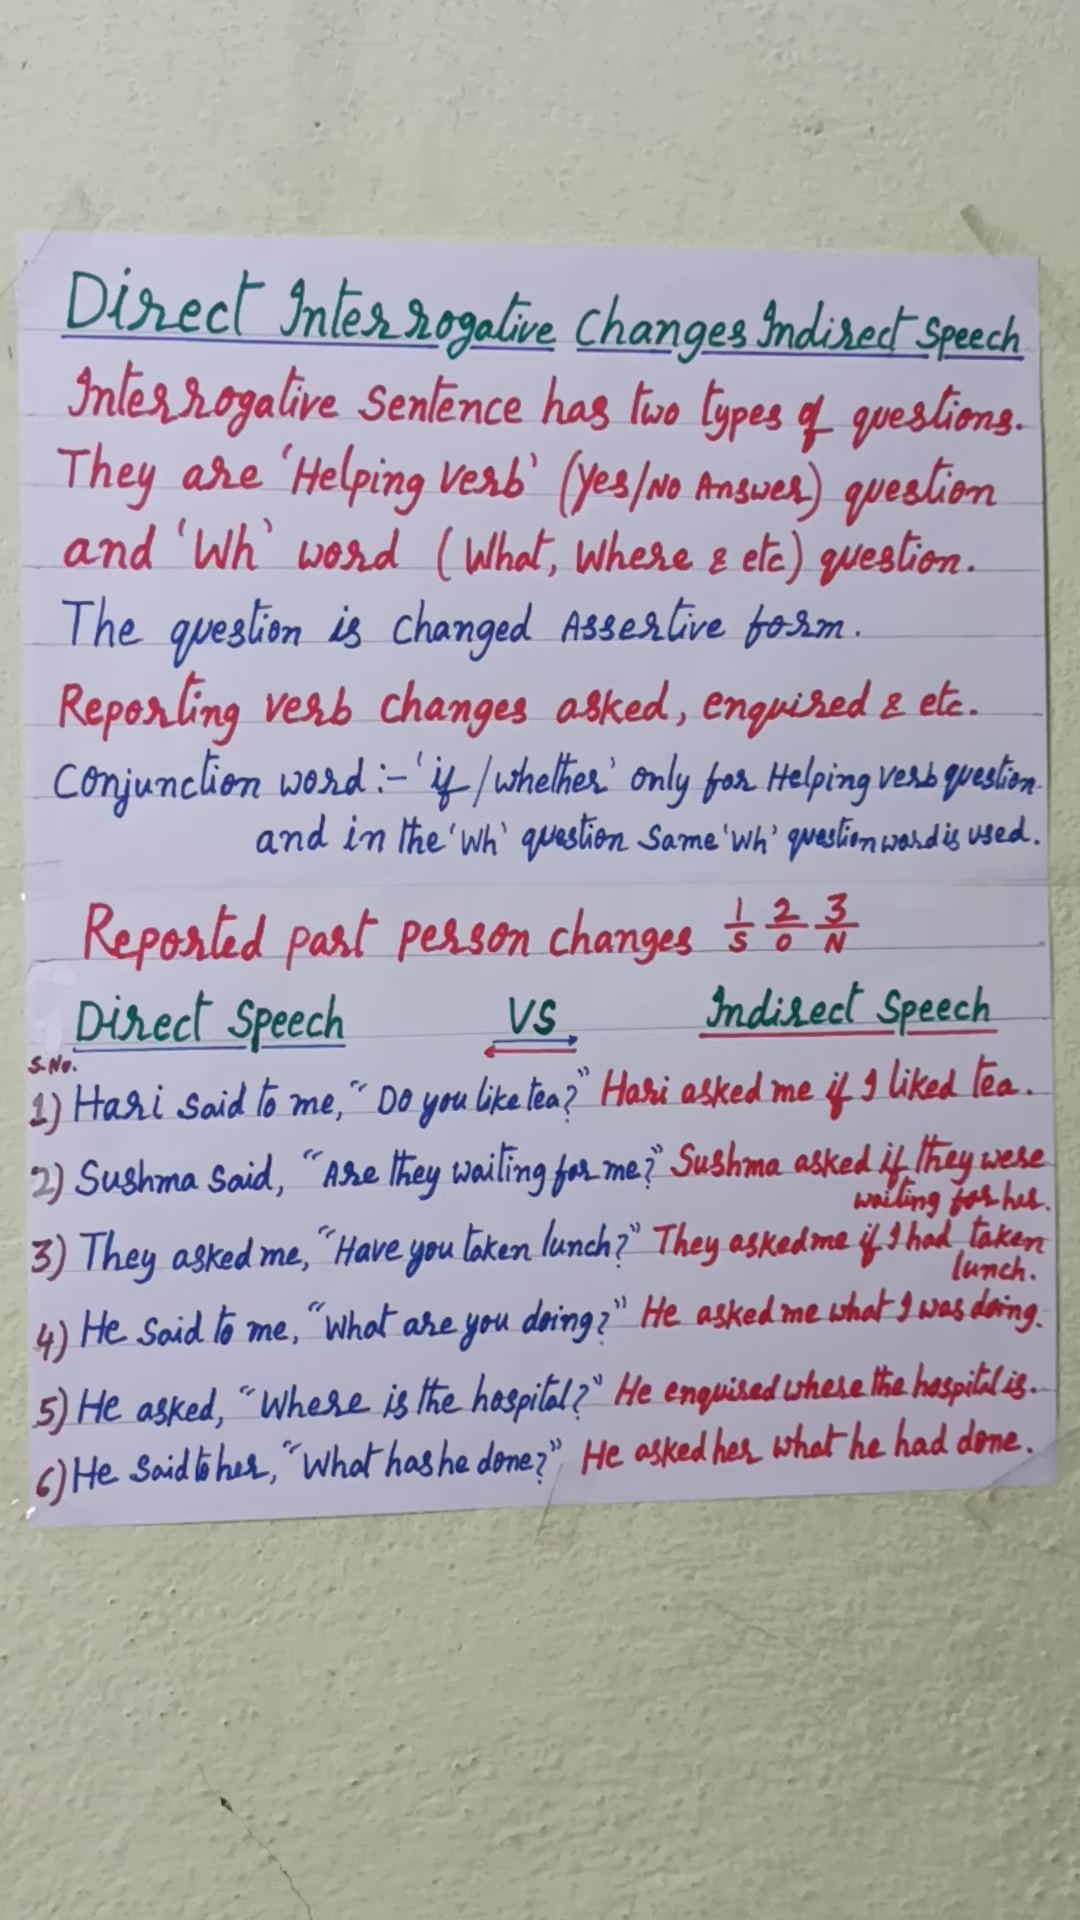 Direct Interrogative Changes Indirect Speech
Interrogative Sentence has two types of questions.
They are 'Helping verb' (Yes/No Answer) question
and 'Wh' word (What, Where & etc) question.
The question is changed Assertive form.
Reporting verb changes asked, enquired & etc.
Conjunction word :- 'if / whether' only for Helping verb question
and in the 'Wh' question Same 'Wh' question word is used.
Reported part person changes 1/S 2/O 3/N
Direct Speech VS Indirect Speech
S.No.
1) Hari said to me, "Do you like tea?" Hari asked me if I liked tea.
2) Sushma said, "Are they waiting for me?" Sushma asked if they were
waiting for her.
3) They asked me, "Have you taken lunch?" They asked me if I had taken
lunch.
4) He said to me, "What are you doing?" He asked me what I was doing.
5) He asked, "Where is the hospital?" He enquired where the hospital is.
6) He said to her, "What has he done?" He asked her what he had done.